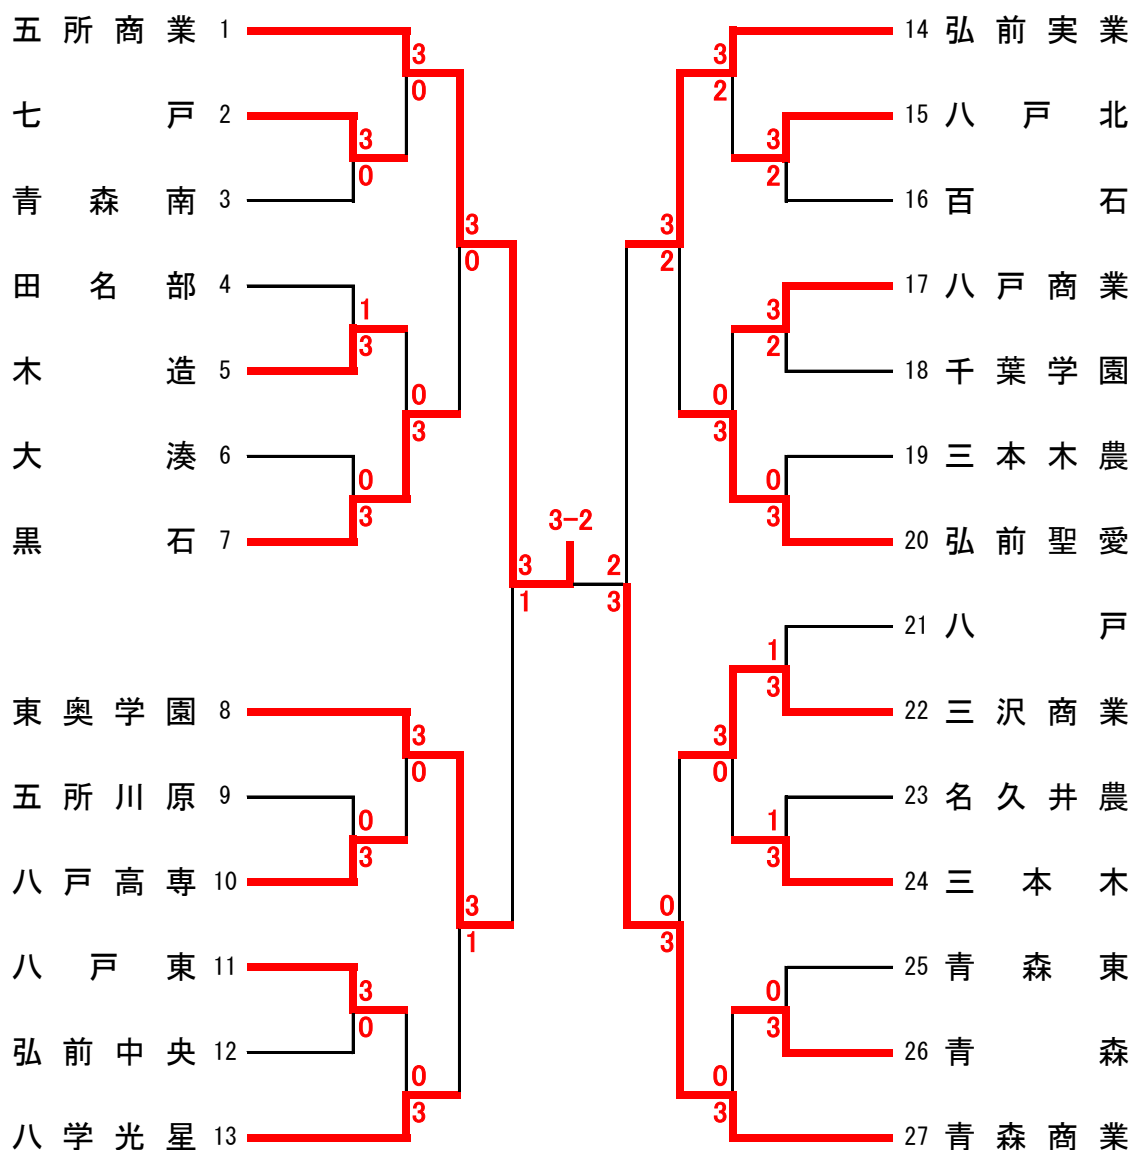 五所商業 1
七戸 2
青森南 3
田名部 4
木造 5
大湊 6
黒石 7
東奥学園 8
五所川原 9
八戸高専 10
八戸東 11
弘前中央 12
八学光星 13
3
0
3
0
1
3
0
3
0
3
3
0
0
3
3
0
3
0
0
3
3
1
3
1
3-2
2
3
3
2
0
3
3
2
0
3
3
0
0
3
3
2
3
2
0
3
1
3
1
3
0
3
14 弘前実業
15 八戸北
16 百石
17 八戸商業
18 千葉学園
19 三本木農
20 弘前聖愛
21 八戸
22 三沢商業
23 名久井農
24 三本木
25 青森東
26 青森
27 青森商業